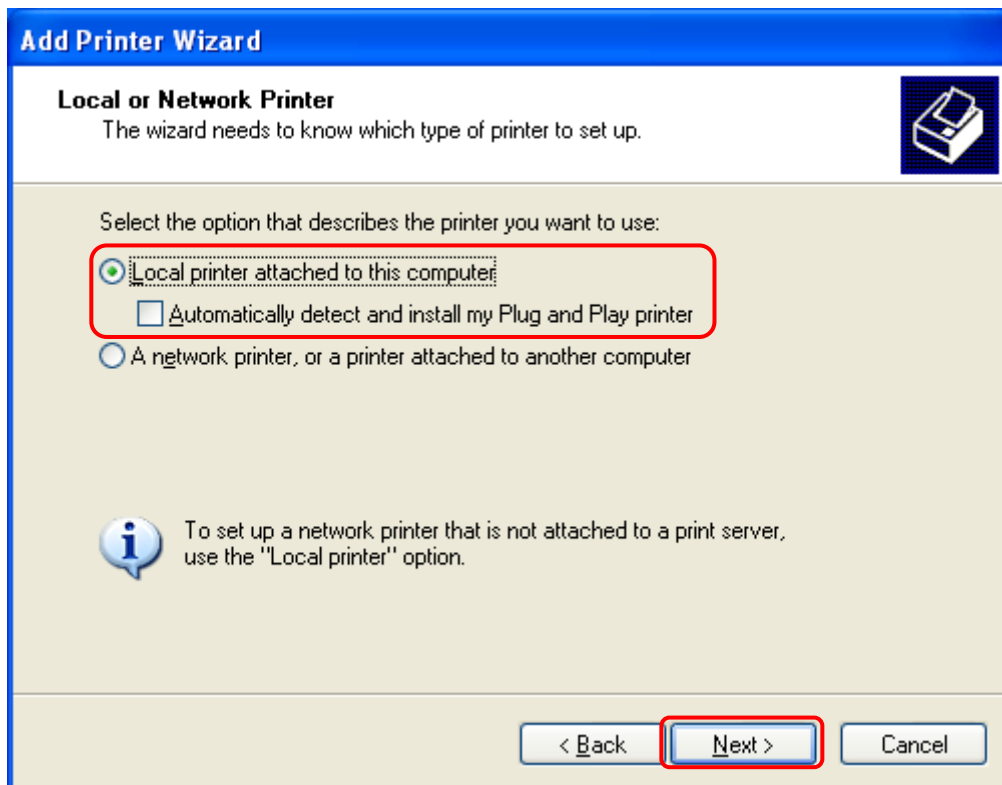 Add Printer Wizard
Local or Network Printer
The wizard needs to know which type of printer to set up.
Select the option that describes the printer you want to use:
Local printer attached to this computer
Automatically detect and install my Plug and Play printer
A network printer, or a printer attached to another computer
To set up a network printer that is not attached to a print server,
use the "Local printer" option.
< Back Next > Cancel